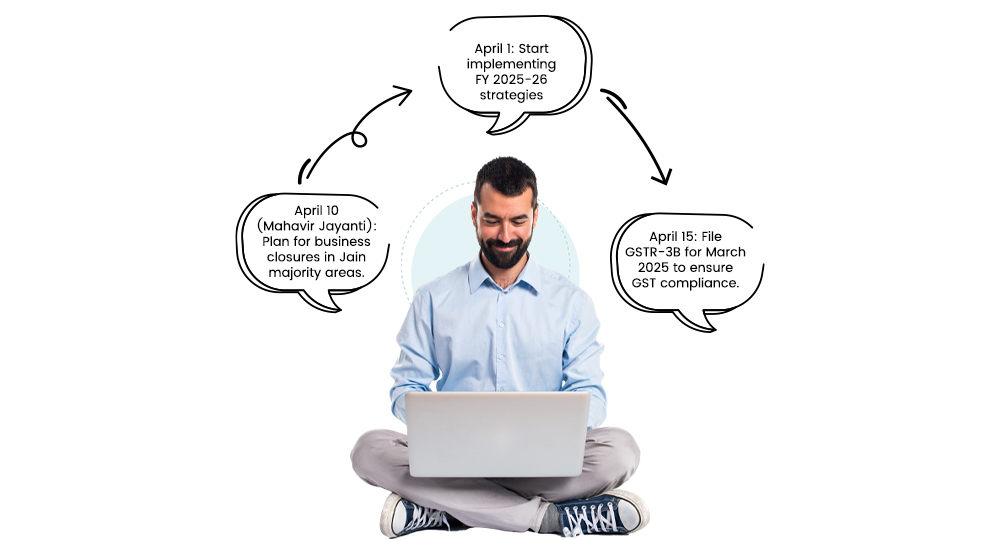 April 1: Start
implementing
FY 2025-26
strategies
April 10
(Mahavir Jayanti):
Plan for business
closures in Jain
majority areas.
April 15: File
GSTR-3B for March
2025 to ensure
GST compliance.